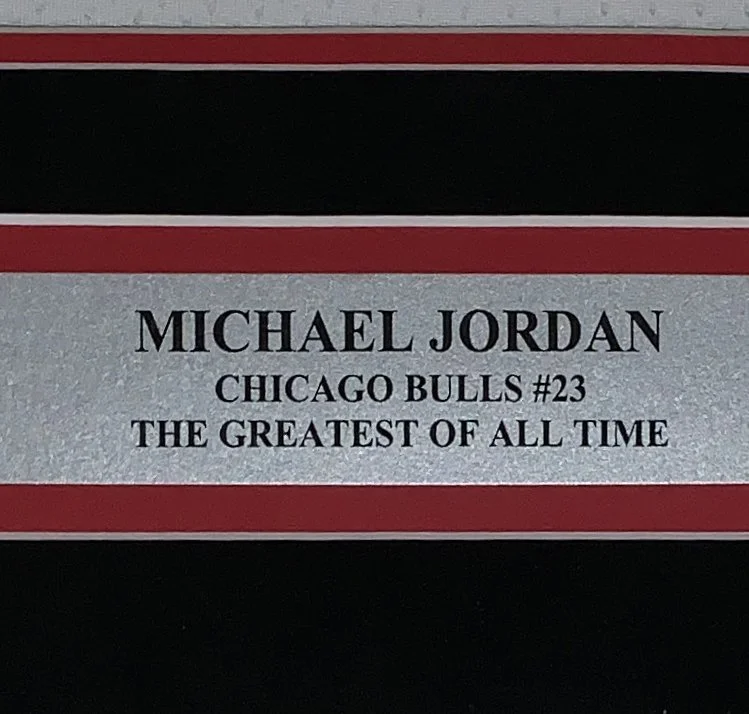 MICHAEL JORDAN
CHICAGO BULLS #23
THE GREATEST OF ALL TIME